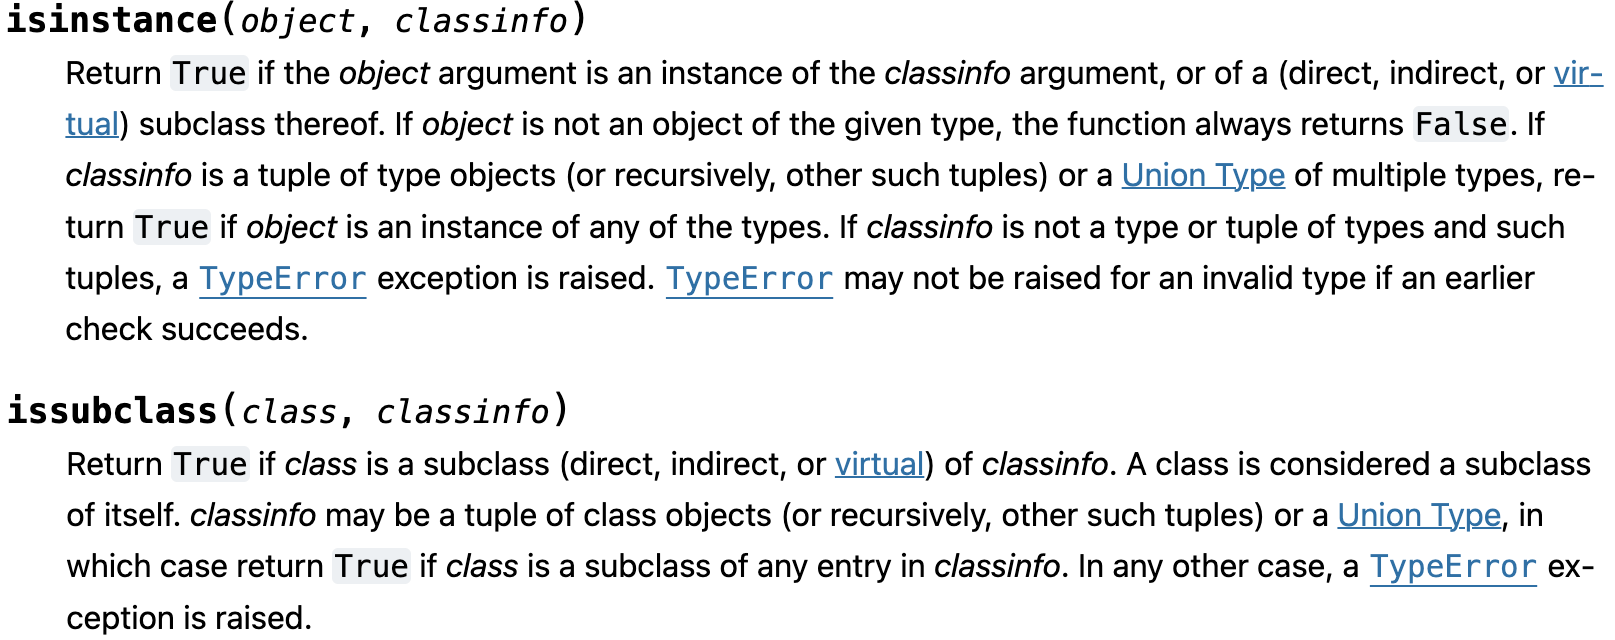 isinstance(object, classinfo)
Return True if the object argument is an instance of the classinfo argument, or of a (direct, indirect, or vir-
tual) subclass thereof. If object is not an object of the given type, the function always returns False. If
classinfo is a tuple of type objects (or recursively, other such tuples) or a Union Type of multiple types, re-
turn True if object is an instance of any of the types. If classinfo is not a type or tuple of types and such
tuples, a TypeError exception is raised. TypeError may not be raised for an invalid type if an earlier
check succeeds.
issubclass(class, classinfo)
Return True if class is a subclass (direct, indirect, or virtual) of classinfo. A class is considered a subclass
of itself. classinfo may be a tuple of class objects (or recursively, other such tuples) or a Union Type, in
which case return True if class is a subclass of any entry in classinfo. In any other case, a TypeError ex-
ception is raised.